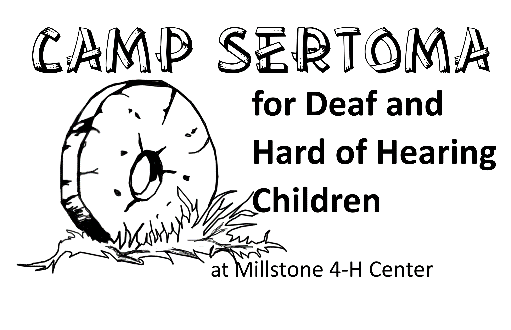 CAMP SERTOMA
for Deaf and
Hard of Hearing
Children
at Millstone 4-H Center